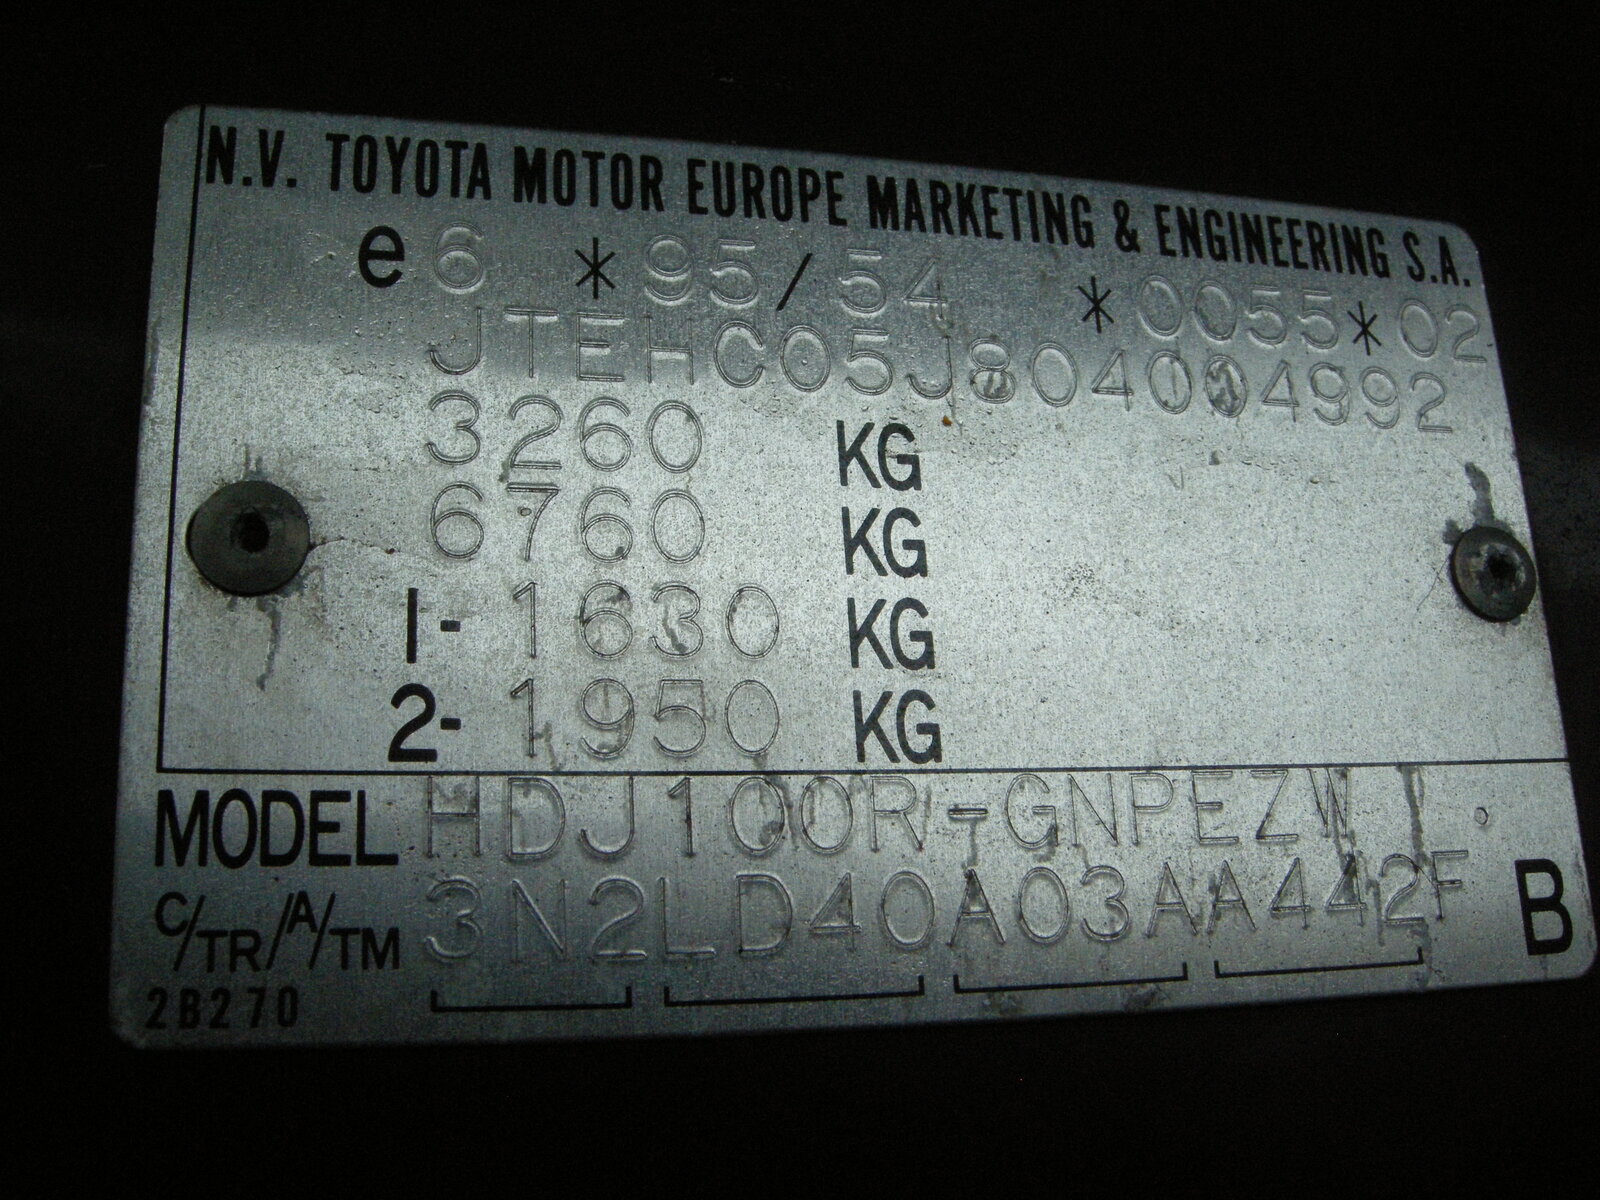 N.V. TOYOTA MOTOR EUROPE MARKETING & ENGINEERING S.A.
e6 *95/54 *0055*02
JTEHC05J804004992
3260 KG
6760 KG
1- 1630 KG
2- 1950 KG
MODEL HDJ100R-GNPEZW
C/TR/A/TM 3N2LD40A03AA442F B
2B270